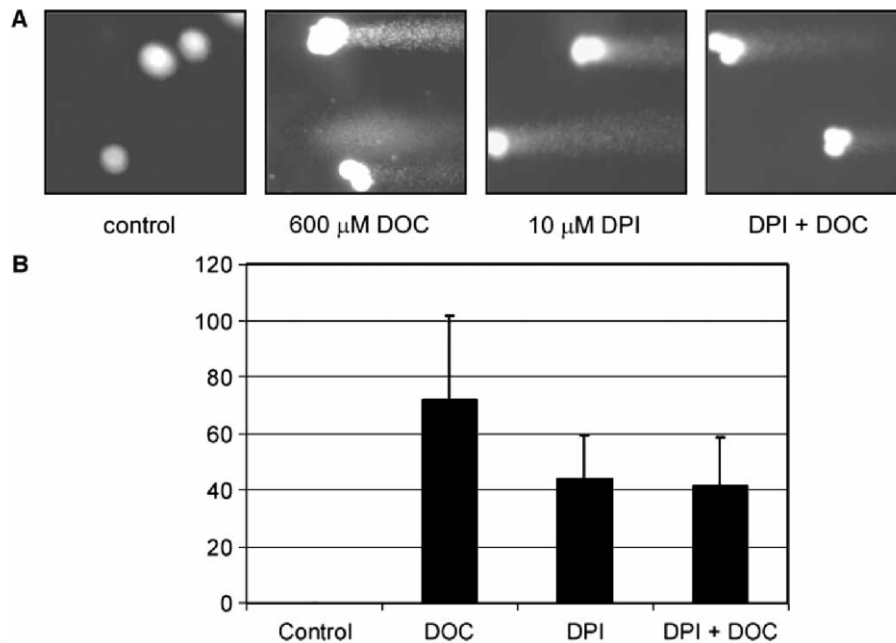 A
control
600 μM DOC
10 μM DPI
DPI + DOC
B
120
100
80
60
40
20
0
Control
DOC
DPI
DPI + DOC